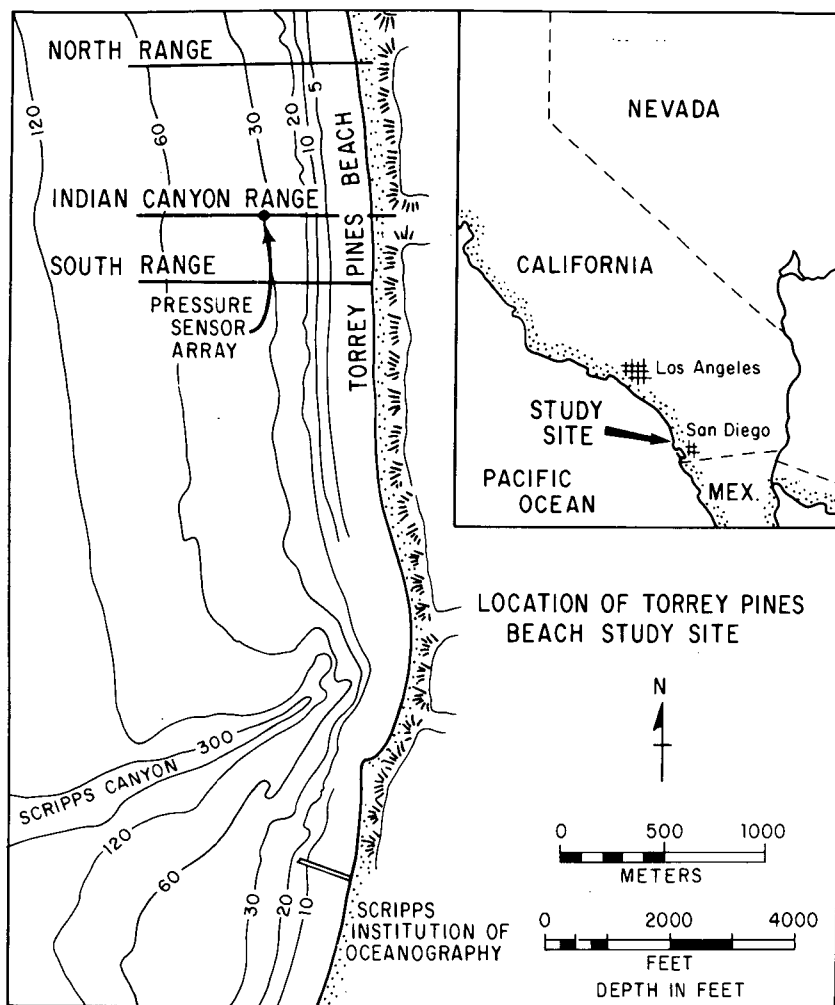 NORTH RANGE
120
60
30
20
10
5
INDIAN CANYON RANGE
SOUTH RANGE
PRESSURE
SENSOR
ARRAY
TORREY PINES BEACH
NEVADA
CALIFORNIA
Los Angeles
STUDY
SITE
San Diego
PACIFIC
OCEAN
MEX.
LOCATION OF TORREY PINES
BEACH STUDY SITE
N
300
SCRIPPS CANYON
120
60
30
20
10
SCRIPPS
INSTITUTION OF
OCEANOGRAPHY
0 500 1000
METERS
0 2000 4000
FEET
DEPTH IN FEET